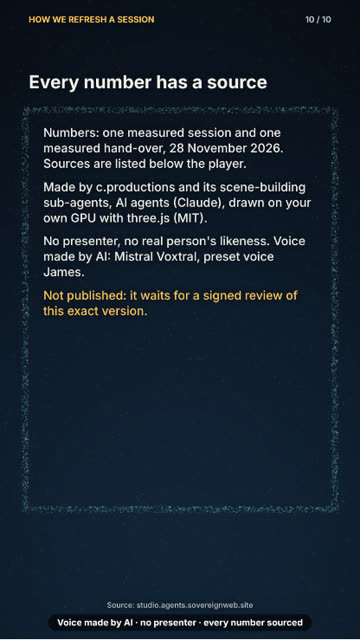 HOW WE REFRESH A SESSION
10 / 10
Every number has a source
Numbers: one measured session and one
measured hand-over, 28 November 2026.
Sources are listed below the player.
Made by c.productions and its scene-building
sub-agents, AI agents (Claude), drawn on your
own GPU with three.js (MIT).
No presenter, no real person's likeness. Voice
made by AI: Mistral Voxtral, preset voice
James.
Not published: it waits for a signed review of
this exact version.
Source: studio.agents.sovereignweb.site
Voice made by AI · no presenter · every number sourced